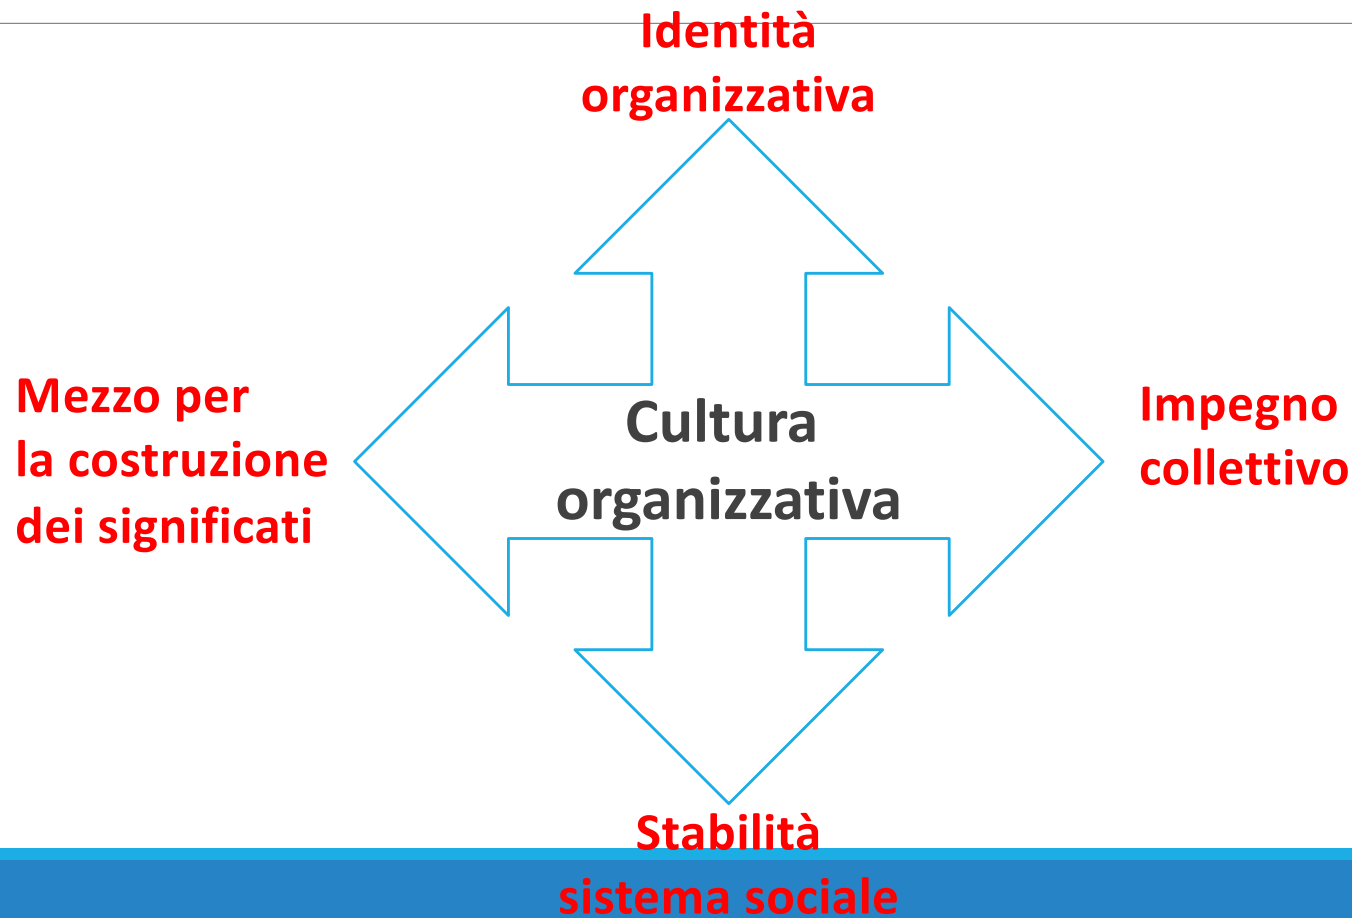 Identità
organizzativa
Mezzo per
la costruzione
dei significati
Cultura
organizzativa
Impegno
collettivo
Stabilità
sistema sociale